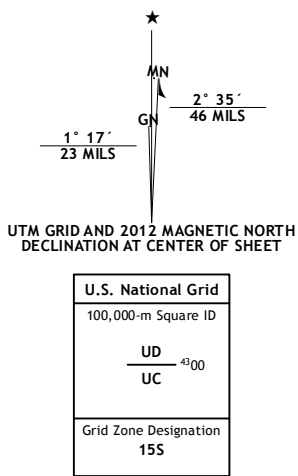 ★
MN
2° 35´
46 MILS
GN
1° 17´
23 MILS
UTM GRID AND 2012 MAGNETIC NORTH
DECLINATION AT CENTER OF SHEET
U.S. National Grid
100,000-m Square ID
UD
⁴³00
UC
Grid Zone Designation
15S